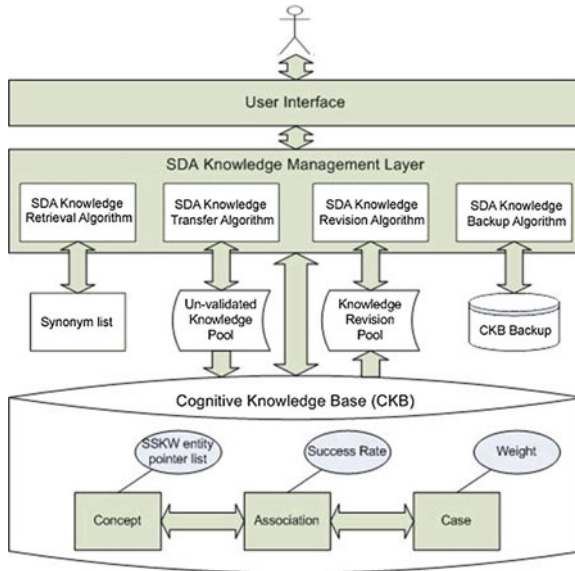 User Interface
SDA Knowledge Management Layer
SDA Knowledge
Retrieval Algorithm
SDA Knowledge
Transfer Algorithm
SDA Knowledge
Revision Algorithm
SDA Knowledge
Backup Algorithm
Synonym list
Un-validated
Knowledge
Pool
Knowledge
Revision
Pool
CKB Backup
Cognitive Knowledge Base (CKB)
SSKW entity
pointer list
Success Rate
Weight
Concept
Association
Case